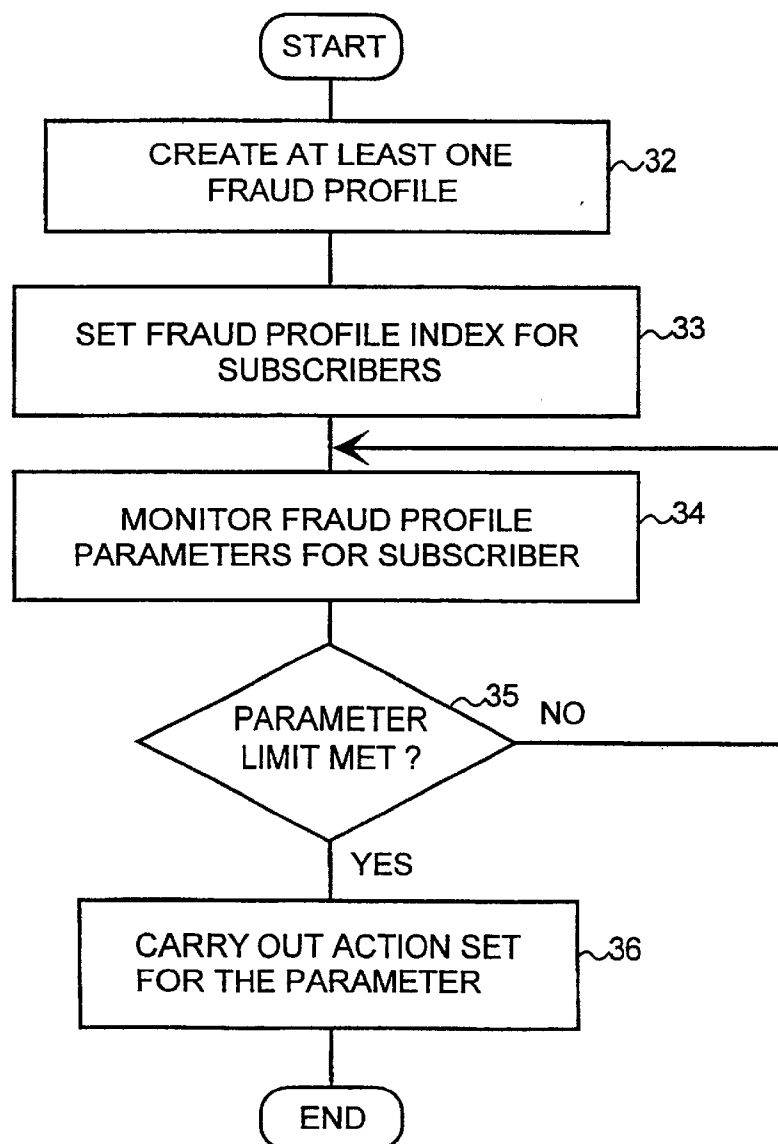 START
CREATE AT LEAST ONE
FRAUD PROFILE
32
SET FRAUD PROFILE INDEX FOR
SUBSCRIBERS
33
MONITOR FRAUD PROFILE
PARAMETERS FOR SUBSCRIBER
34
PARAMETER
LIMIT MET ?
35
NO
YES
CARRY OUT ACTION SET
FOR THE PARAMETER
36
END